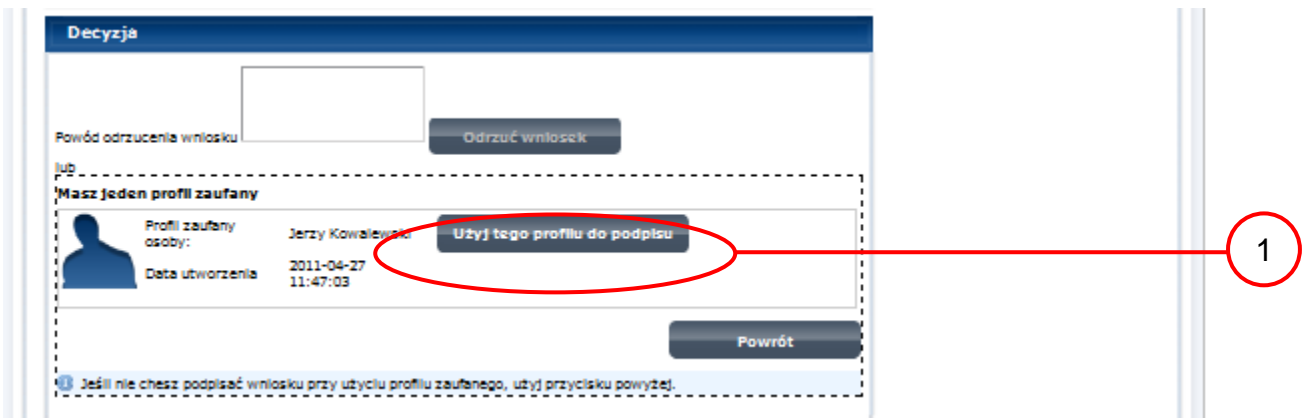 Decyzja
Powód odrzucenia wniosku
Odrzuć wniosek
lub
Masz jeden profil zaufany
Profil zaufany osoby:
Jerzy Kowalewski
Użyj tego profilu do podpisu
Data utworzenia
2011-04-27
11:47:03
1
Powrót
Jeśli nie chesz podpisać wniosku przy użyciu profilu zaufanego, użyj przycisku powyżej.